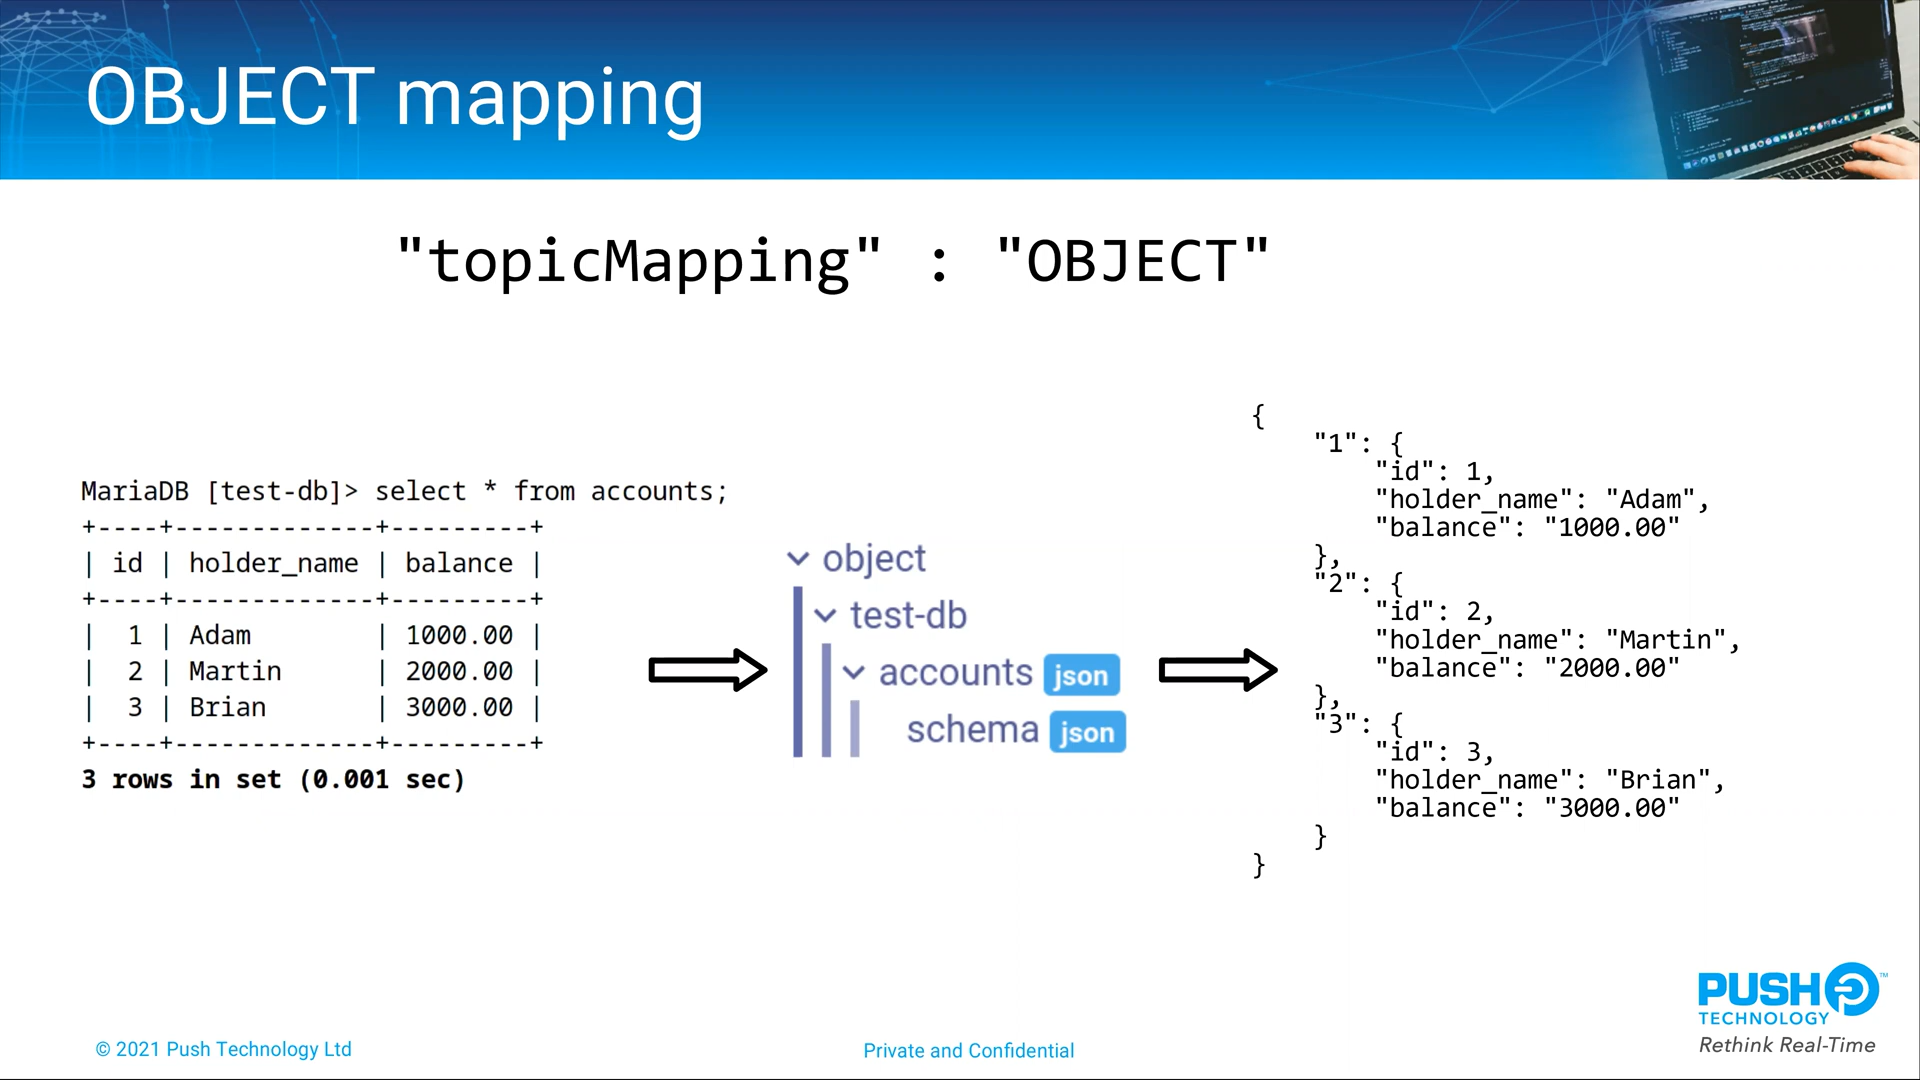 OBJECT mapping
"topicMapping" : "OBJECT"
MariaDB [test-db]> select * from accounts;
+----+-------------+---------+
| id | holder_name | balance |
+----+-------------+---------+
|  1 | Adam        | 1000.00 |
|  2 | Martin      | 2000.00 |
|  3 | Brian       | 3000.00 |
+----+-------------+---------+
3 rows in set (0.001 sec)
object
test-db
accounts json
schema json
{
    "1": {
        "id": 1,
        "holder_name": "Adam",
        "balance": "1000.00"
    },
    "2": {
        "id": 2,
        "holder_name": "Martin",
        "balance": "2000.00"
    },
    "3": {
        "id": 3,
        "holder_name": "Brian",
        "balance": "3000.00"
    }
}
PUSH ™
TECHNOLOGY
Rethink Real-Time
© 2021 Push Technology Ltd
Private and Confidential